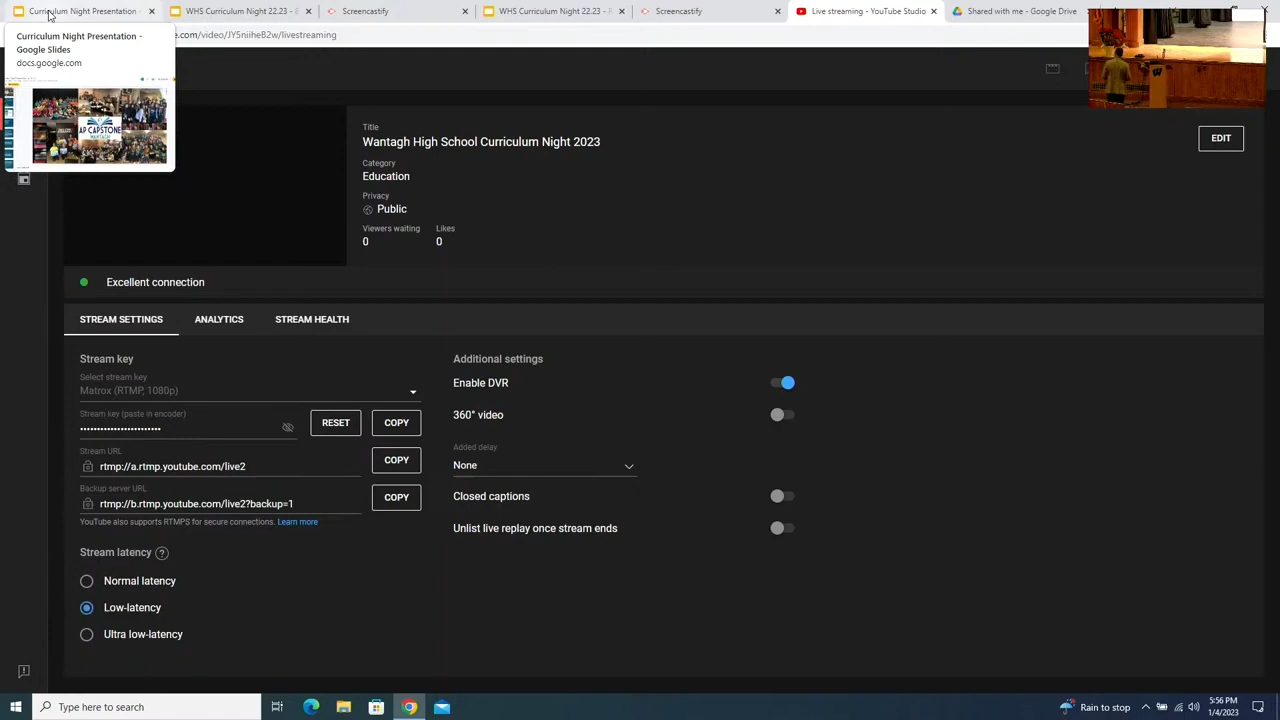 Curriculum Night Presentation
WHS Curriculum Night 22.23 -
Screencastify
WHS Curriculum Night 22.23 -
Screencastify
Live streaming - YouTube Studio
Shared with me - Google Drive
Curriculum Night Presentation -
Google Slides
docs.google.com
.com/video/JY5niiheB2w/livestreaming
AP CAPSTONE
WANTAGH
Title
Wantagh High School Curriculum Night 2023
EDIT
Category
Education
Privacy
Public
Viewers waiting
Likes
0
0
Excellent connection
STREAM SETTINGS
ANALYTICS
STREAM HEALTH
Stream key
Select stream key
Matrox (RTMP, 1080p)
Stream key (paste in encoder)
RESET
COPY
Stream URL
rtmp://a.rtmp.youtube.com/live2
COPY
Backup server URL
rtmp://b.rtmp.youtube.com/live2?backup=1
COPY
YouTube also supports RTMPS for secure connections. Learn more
Stream latency ?
Normal latency
Low-latency
Ultra low-latency
Additional settings
Enable DVR
360° video
Added delay
None
Closed captions
Unlist live replay once stream ends
W
Type here to search
Rain to stop
5:56 PM
1/4/2023